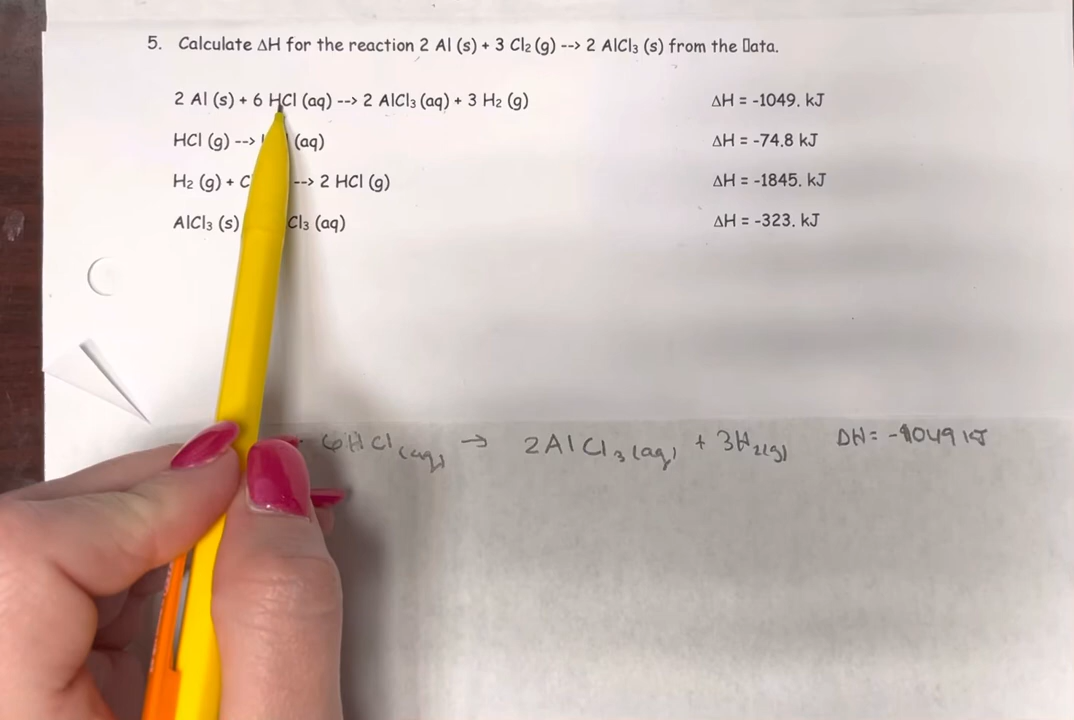 5. Calculate ΔH for the reaction 2 Al (s) + 3 Cl₂ (g) --> 2 AlCl₃ (s) from the ▯ata.
2 Al (s) + 6 HCl (aq) --> 2 AlCl₃ (aq) + 3 H₂ (g) ΔH = -1049. kJ
HCl (g) --> (aq) ΔH = -74.8 kJ
H₂ (g) + C --> 2 HCl (g) ΔH = -1845. kJ
AlCl₃ (s) Cl₃ (aq) ΔH = -323. kJ
6HCl (aq) → 2AlCl₃ (aq) + 3H₂(g) ΔH = -1049 kJ